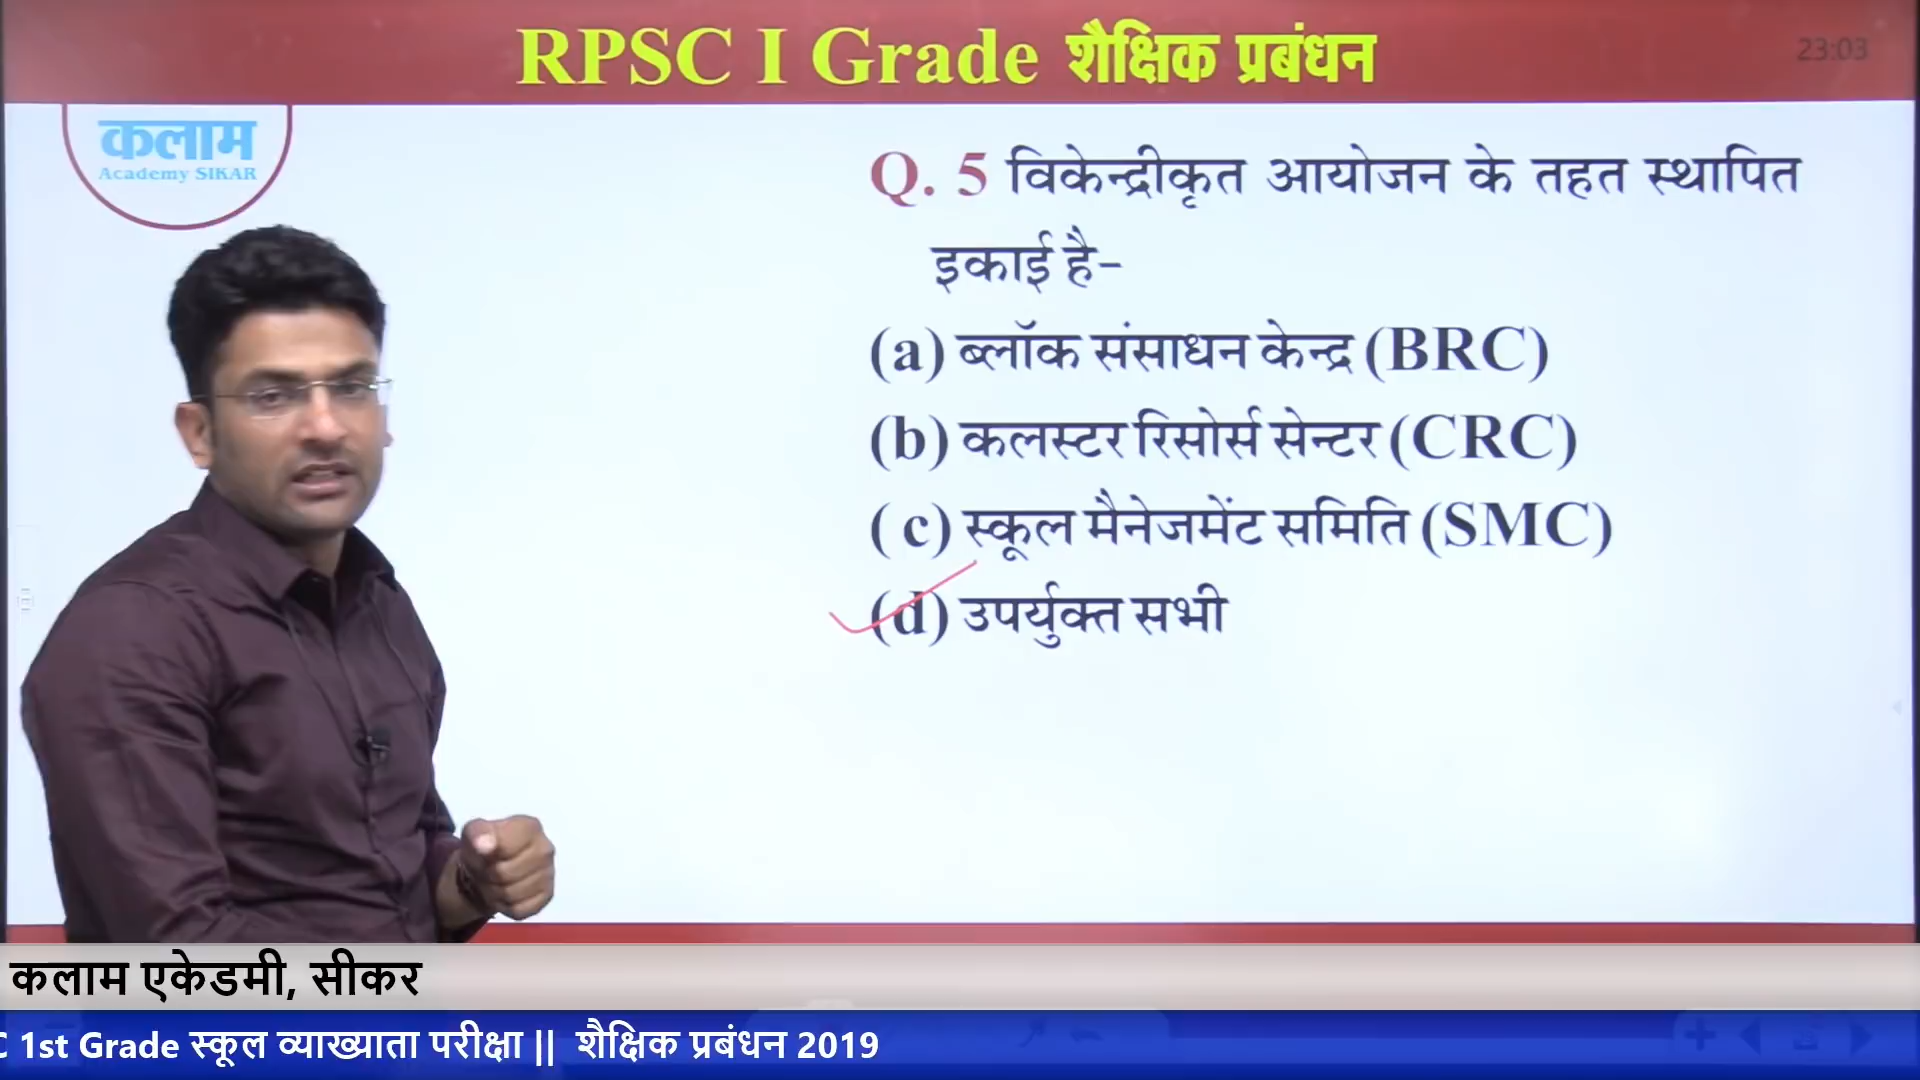 RPSC I Grade शैक्षिक प्रबंधन
23:03
कलाम
Academy SIKAR
Q. 5 विकेन्द्रीकृत आयोजन के तहत स्थापित
इकाई है-
(a) ब्लॉक संसाधन केन्द्र (BRC)
(b) कलस्टर रिसोर्स सेन्टर (CRC)
( c) स्कूल मैनेजमेंट समिति (SMC)
(d) उपर्युक्त सभी
कलाम एकेडमी, सीकर
C 1st Grade स्कूल व्याख्याता परीक्षा || शैक्षिक प्रबंधन 2019